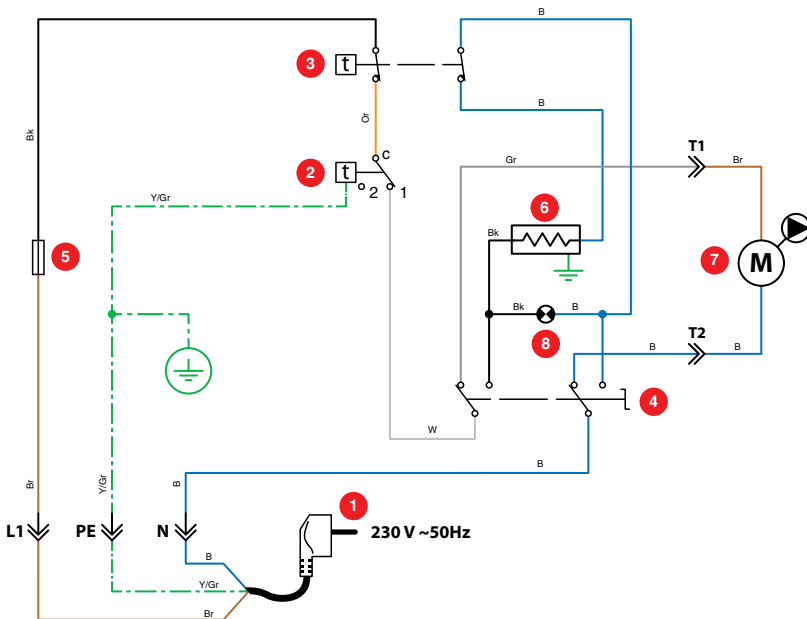 B
3
t
B
Bk
Or
T1
C
Gr
Br
2
t
2
1
Y/Gr
6
Bk
5
7
M
Bk
B
8
T2
B
B
4
W
B
Br
Y/Gr
B
1
L1
PE
N
230 V ~50Hz
B
Y/Gr
Br